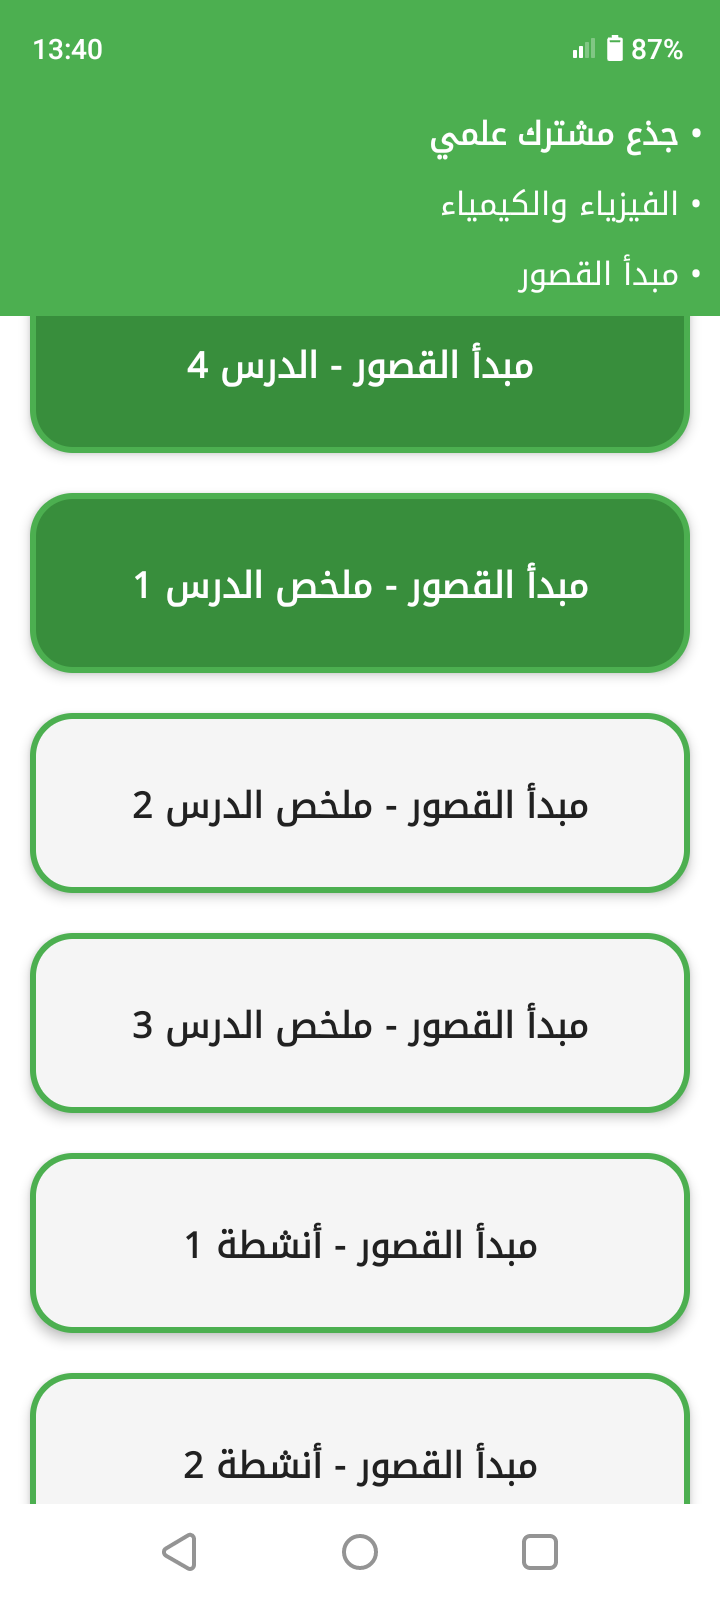 13:40
87%
• جذع مشترك علمي
• الفيزياء والكيمياء
• مبدأ القصور
مبدأ القصور - الدرس 4
مبدأ القصور - ملخص الدرس 1
مبدأ القصور - ملخص الدرس 2
مبدأ القصور - ملخص الدرس 3
مبدأ القصور - أنشطة 1
مبدأ القصور - أنشطة 2